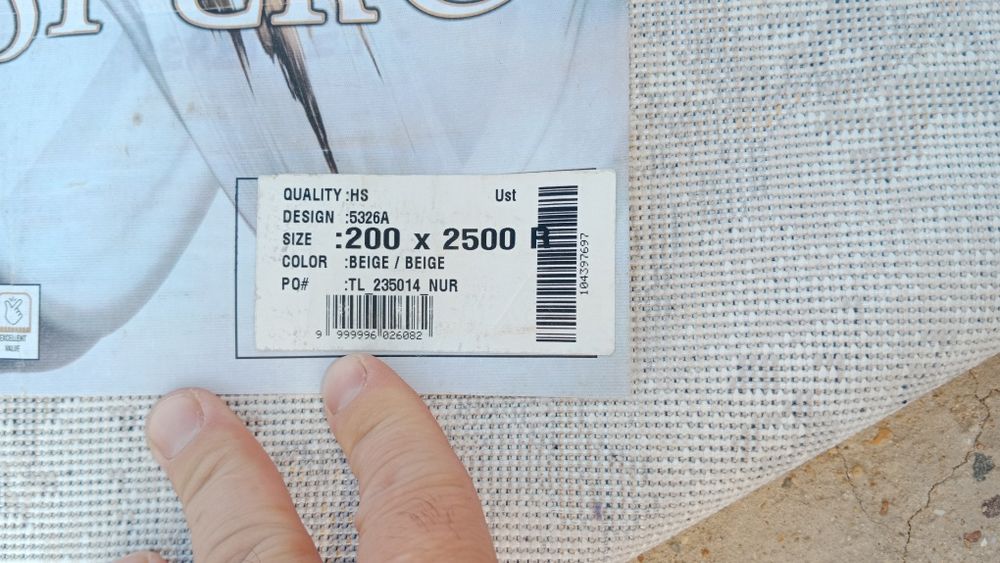 QUALITY :HS Ust
DESIGN :5326A
SIZE :200 x 2500 R
COLOR :BEIGE / BEIGE
PO# :TL_235014_NUR
9 999996 026082
104397697
EXCELLENT
VALUE